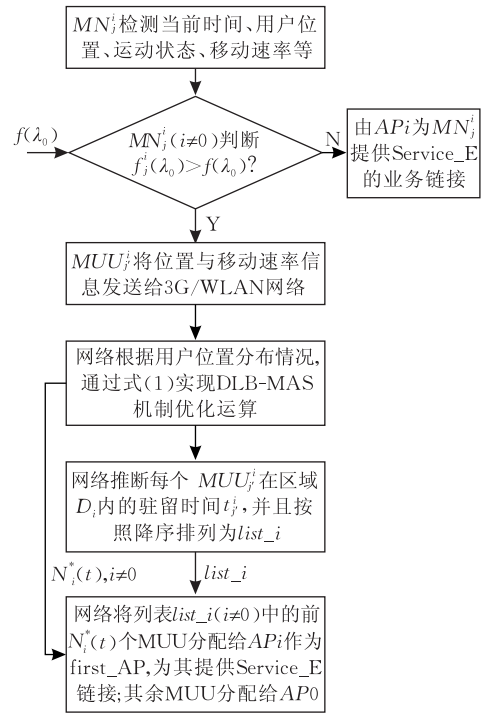 MN_j^i检测当前时间、用户位
置、运动状态、移动速率等
f(λ₀)
MN_j^i(i≠0)判断
f_j^i(λ₀)>f(λ₀)?
N
由APi为MN_j^i
提供Service_E
的业务链接
Y
MUU_{j'}^i将位置与移动速率信
息发送给3G/WLAN网络
网络根据用户位置分布情况,
通过式(1)实现DLB-MAS
机制优化运算
网络推断每个 MUU_{j'}^i在区域
D_i内的驻留时间t_{j'}^i,并且按
照降序排列为list_i
N_i^*(t),i≠0
list_i
网络将列表list_i(i≠0)中的前
N_i^*(t)个MUU分配给APi作为
first_AP,为其提供Service_E
链接;其余MUU分配给AP0